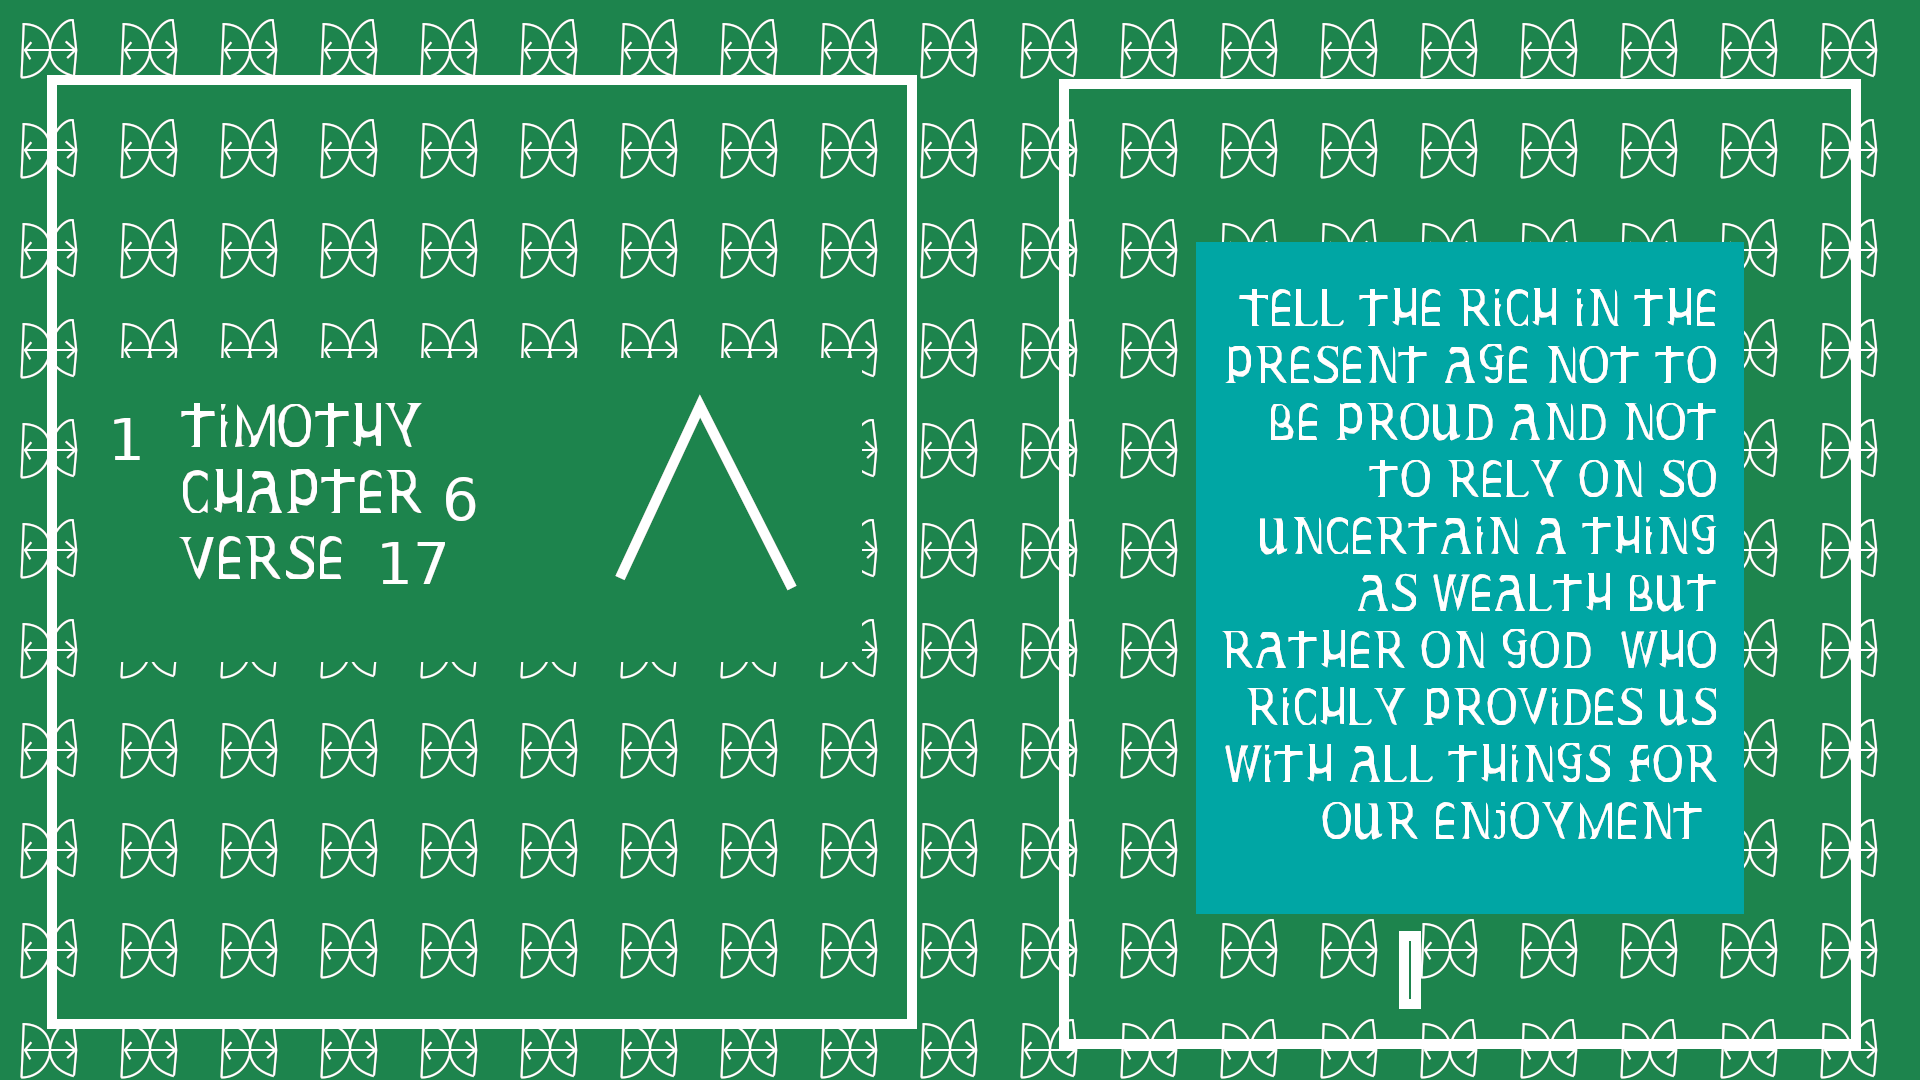 1 TiMOTHY
CHAPTER 6
VERSE 17
TELL THE RiCH iN THE
PRESENT AGE NOT TO
BE PROUD AND NOT
TO RELY ON SO
UNCERTAiN A THiNG
AS WEALTH BUT
RATHER ON GOD WHO
RiCHLY PROViDES US
WiTH ALL THiNGS FOR
OUR ENjOYMENT